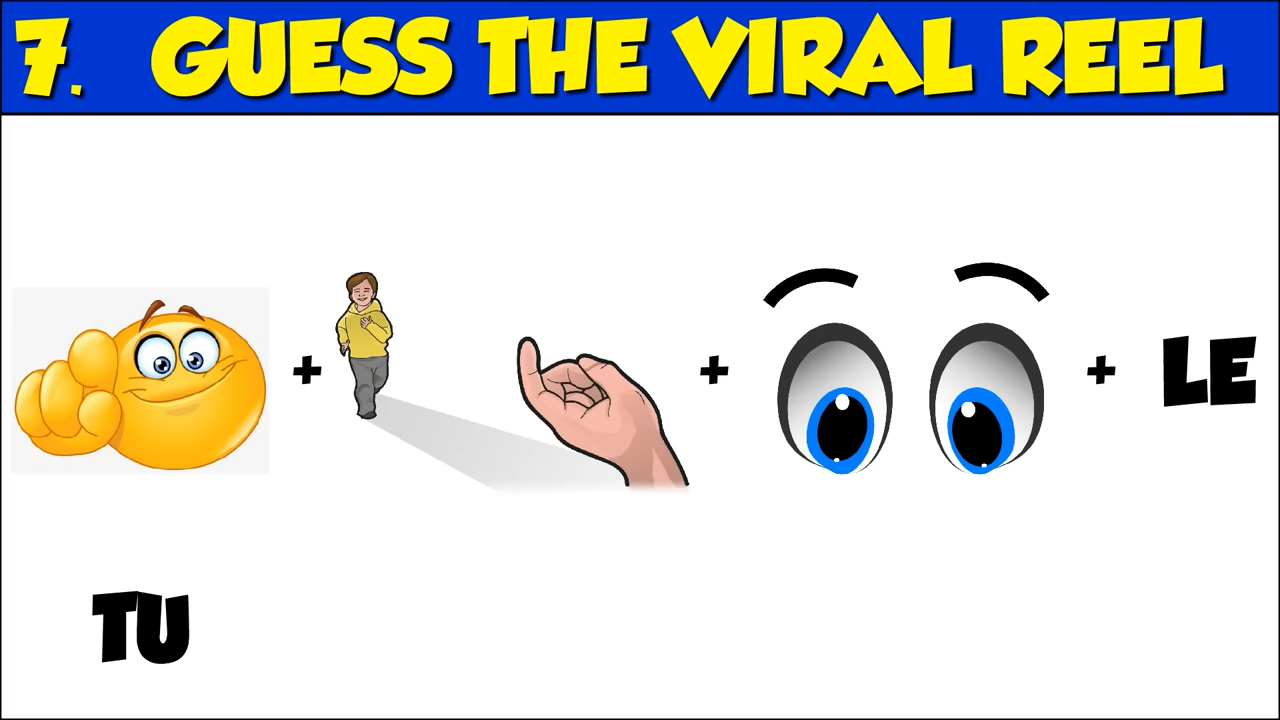 7. GUESS THE VIRAL REEL
+ + + LE
TU